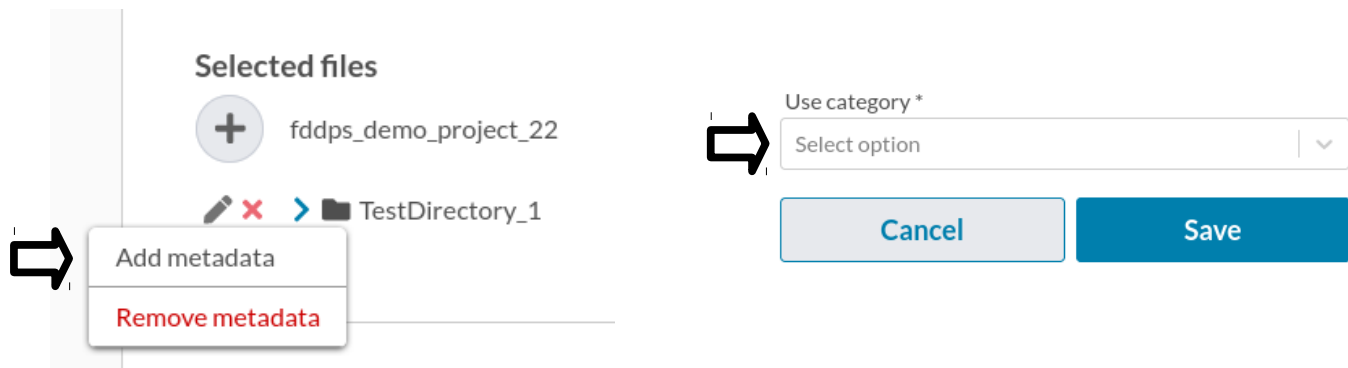 Selected files
fddps_demo_project_22
TestDirectory_1
Add metadata
Remove metadata
Use category *
Select option
Cancel
Save